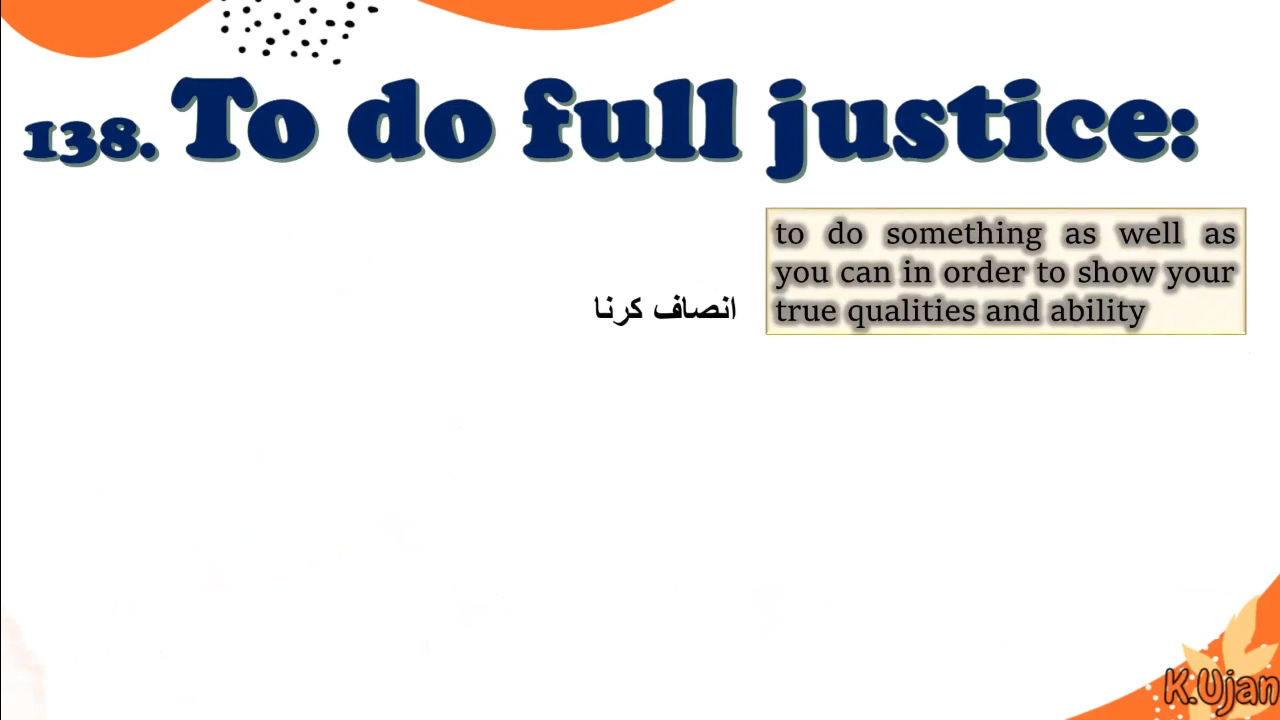 138. To do full justice:
to do something as well as
you can in order to show your
true qualities and ability
انصاف کرنا
K.Ujan